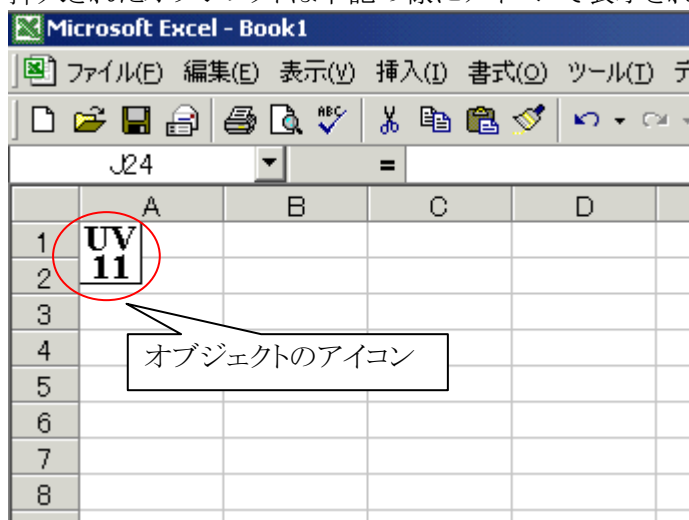 Microsoft Excel - Book1
ファイル(F) 編集(E) 表示(V) 挿入(I) 書式(O) ツール(T)
ABC
J24 =
A B C D
1 UV
2 11
3
4 オブジェクトのアイコン
5
6
7
8